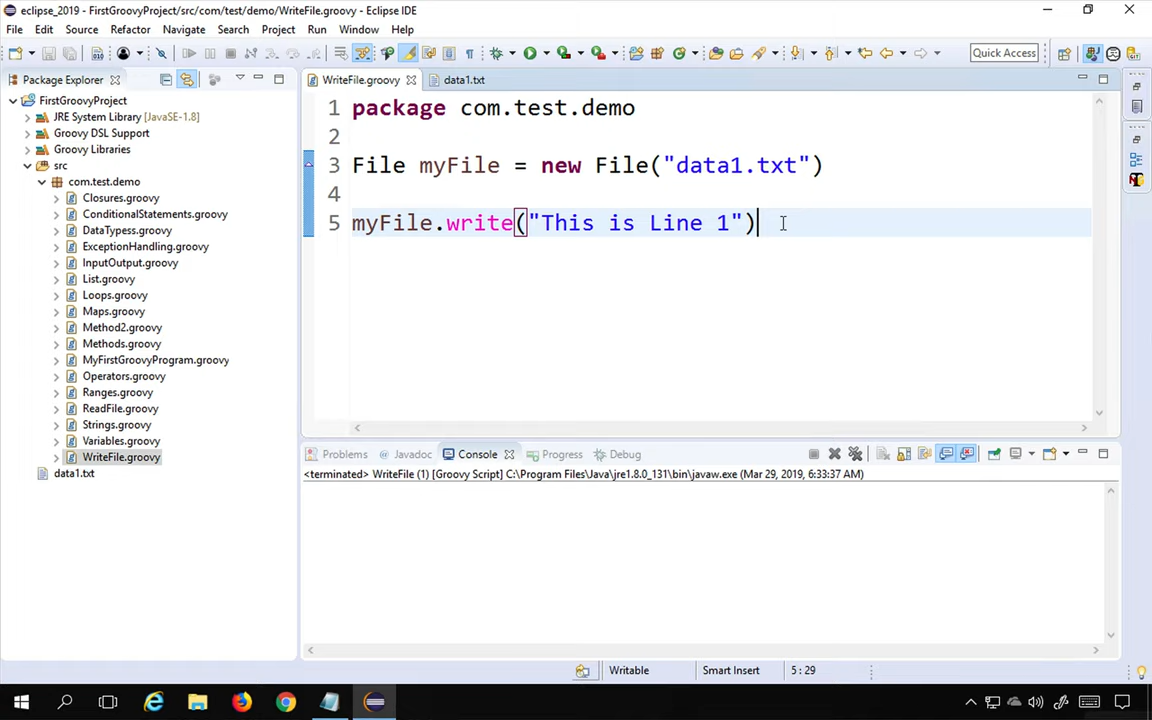 eclipse_2019 - FirstGroovyProject/src/com/test/demo/WriteFile.groovy - Eclipse IDE
File Edit Source Refactor Navigate Search Project Run Window Help
Quick Access
Package Explorer
FirstGroovyProject
JRE System Library [JavaSE-1.8]
Groovy DSL Support
Groovy Libraries
src
com.test.demo
Closures.groovy
ConditionalStatements.groovy
DataTypess.groovy
ExceptionHandling.groovy
InputOutput.groovy
List.groovy
Loops.groovy
Maps.groovy
Method2.groovy
Methods.groovy
MyFirstGroovyProgram.groovy
Operators.groovy
Ranges.groovy
ReadFile.groovy
Strings.groovy
Variables.groovy
WriteFile.groovy
data1.txt
WriteFile.groovy data1.txt
1 package com.test.demo
2
3 File myFile = new File("data1.txt")
4
5 myFile.write("This is Line 1")
Problems Javadoc Console Progress Debug
<terminated> WriteFile (1) [Groovy Script] C:\Program Files\Java\jre1.8.0_131\bin\javaw.exe (Mar 29, 2019, 6:33:37 AM)
Writable Smart Insert 5 : 29